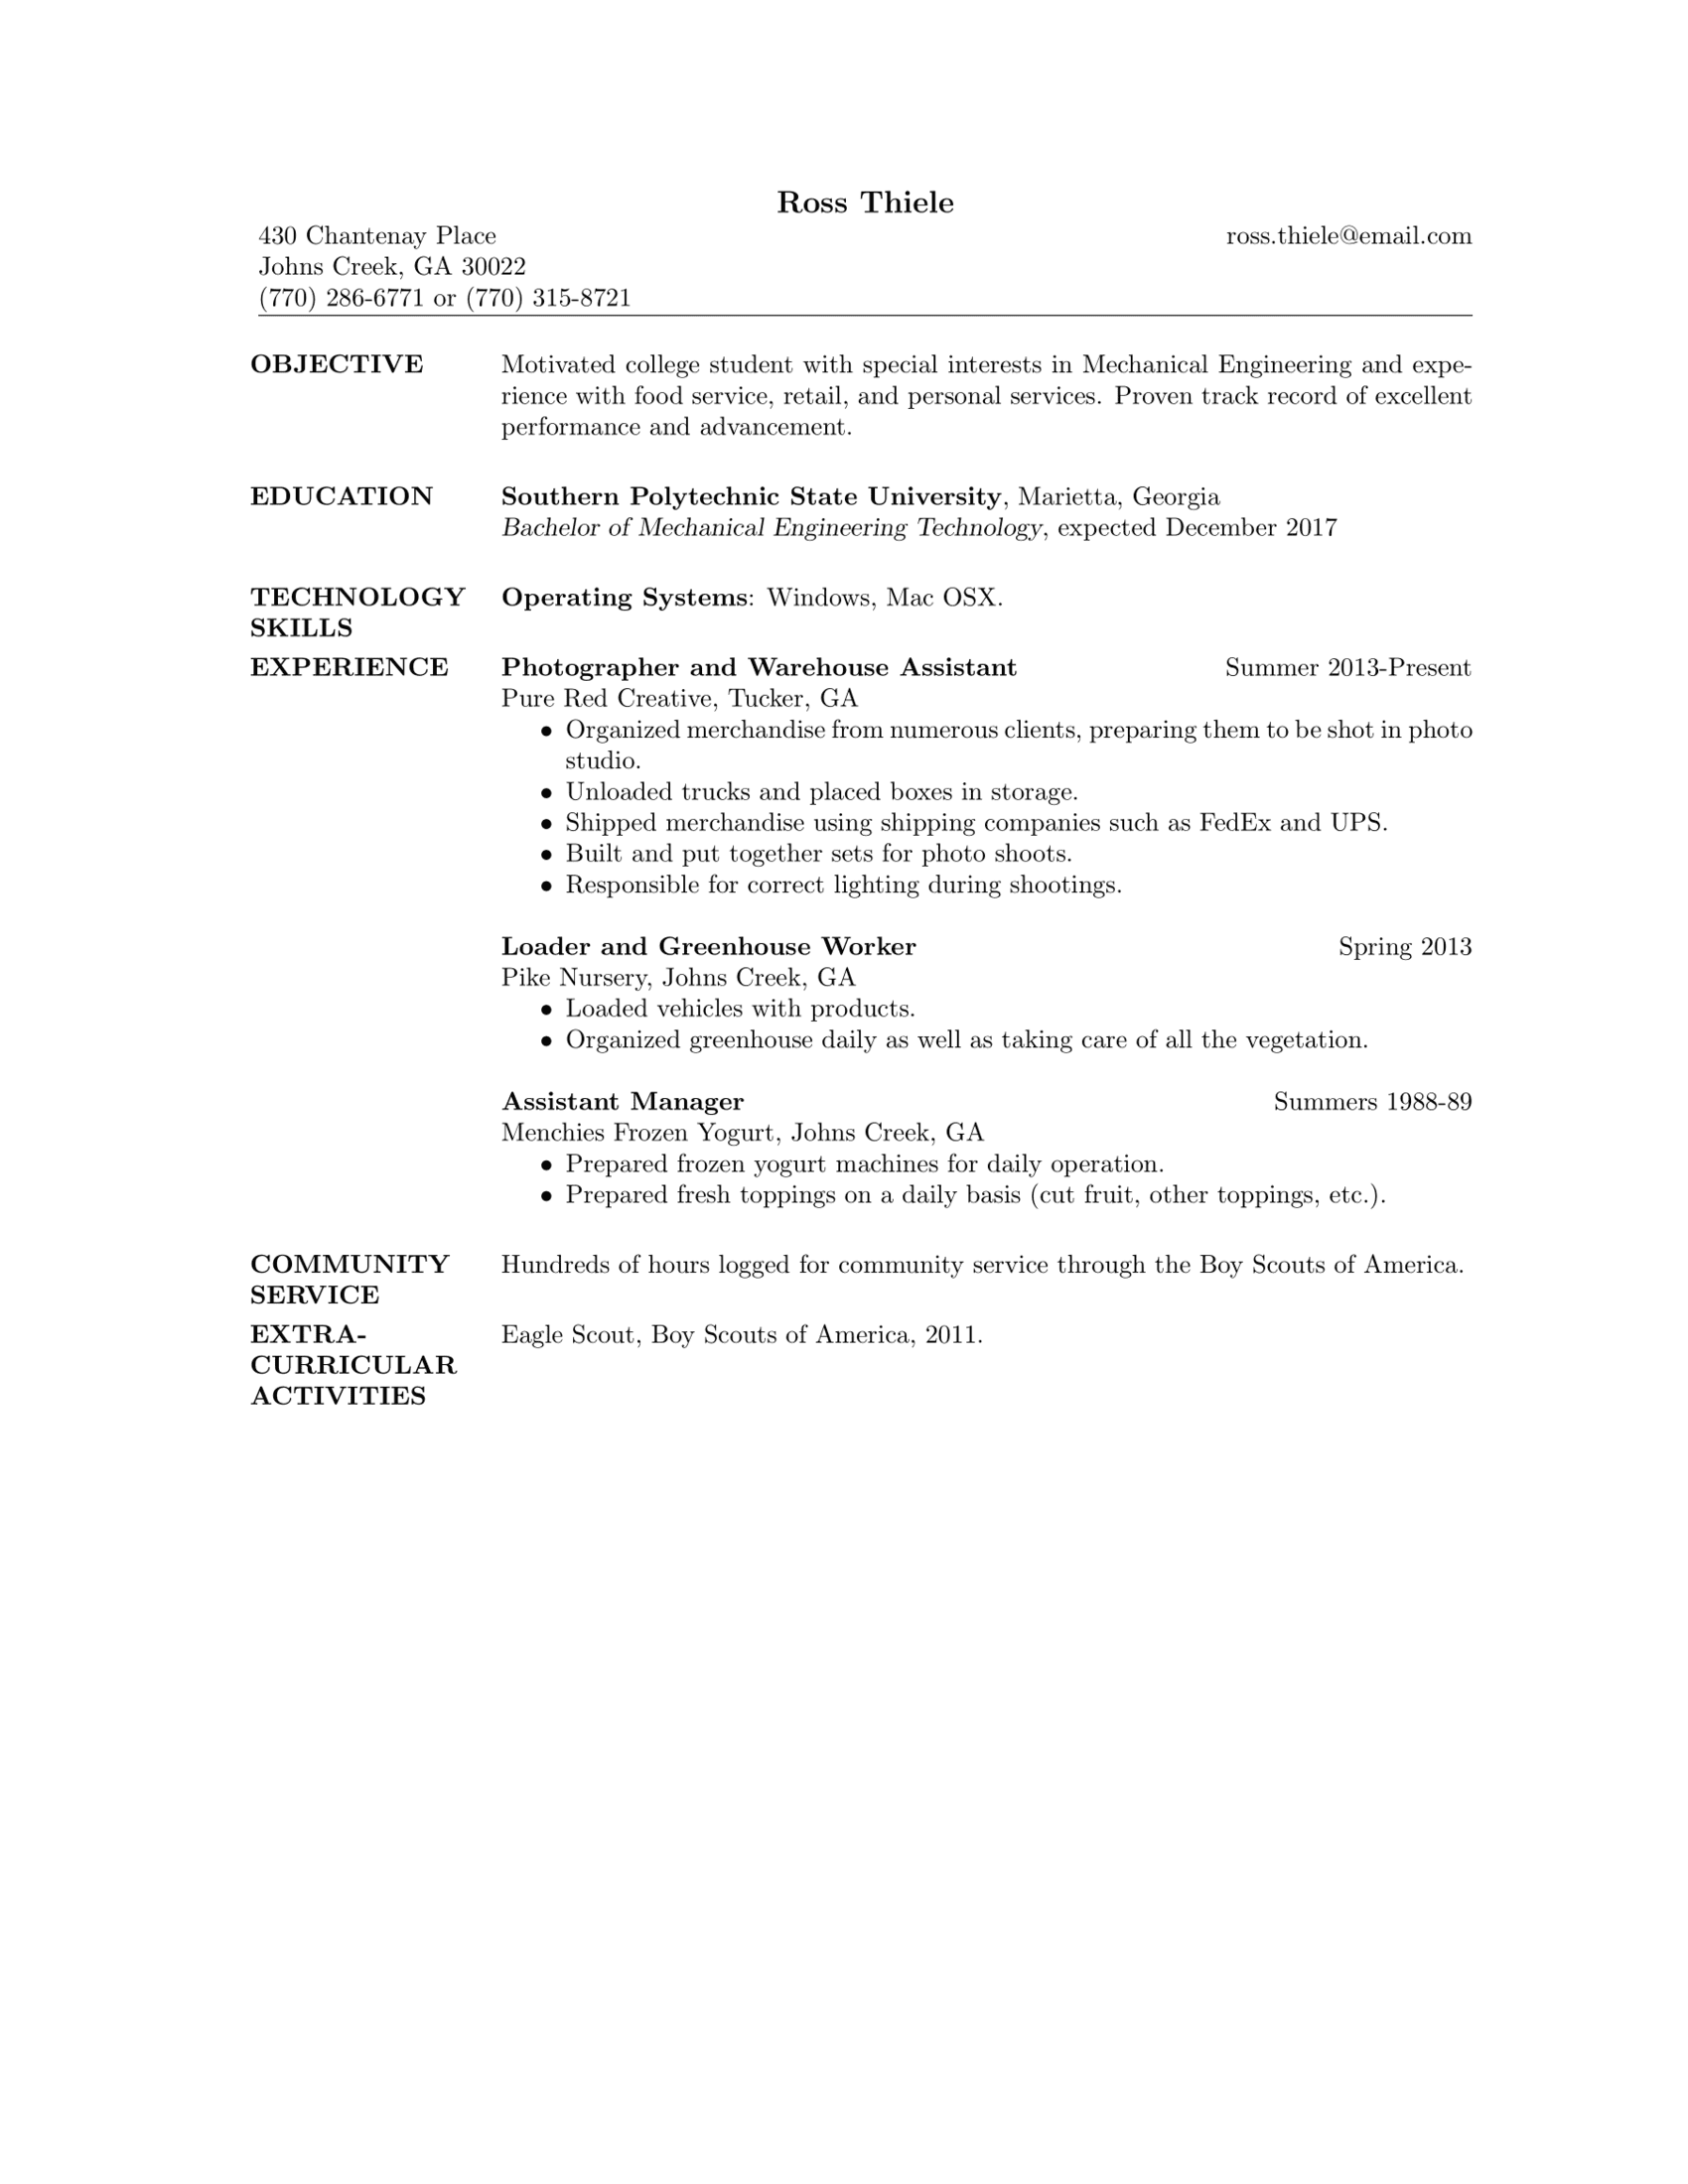 Ross Thiele
430 Chantenay Place ross.thiele@email.com
Johns Creek, GA 30022
(770) 286-6771 or (770) 315-8721
OBJECTIVE Motivated college student with special interests in Mechanical Engineering and expe-
rience with food service, retail, and personal services. Proven track record of excellent
performance and advancement.
EDUCATION Southern Polytechnic State University, Marietta, Georgia
Bachelor of Mechanical Engineering Technology, expected December 2017
TECHNOLOGY Operating Systems: Windows, Mac OSX.
SKILLS
EXPERIENCE Photographer and Warehouse Assistant Summer 2013-Present
Pure Red Creative, Tucker, GA
• Organized merchandise from numerous clients, preparing them to be shot in photo
studio.
• Unloaded trucks and placed boxes in storage.
• Shipped merchandise using shipping companies such as FedEx and UPS.
• Built and put together sets for photo shoots.
• Responsible for correct lighting during shootings.
Loader and Greenhouse Worker Spring 2013
Pike Nursery, Johns Creek, GA
• Loaded vehicles with products.
• Organized greenhouse daily as well as taking care of all the vegetation.
Assistant Manager Summers 1988-89
Menchies Frozen Yogurt, Johns Creek, GA
• Prepared frozen yogurt machines for daily operation.
• Prepared fresh toppings on a daily basis (cut fruit, other toppings, etc.).
COMMUNITY Hundreds of hours logged for community service through the Boy Scouts of America.
SERVICE
EXTRA- Eagle Scout, Boy Scouts of America, 2011.
CURRICULAR
ACTIVITIES